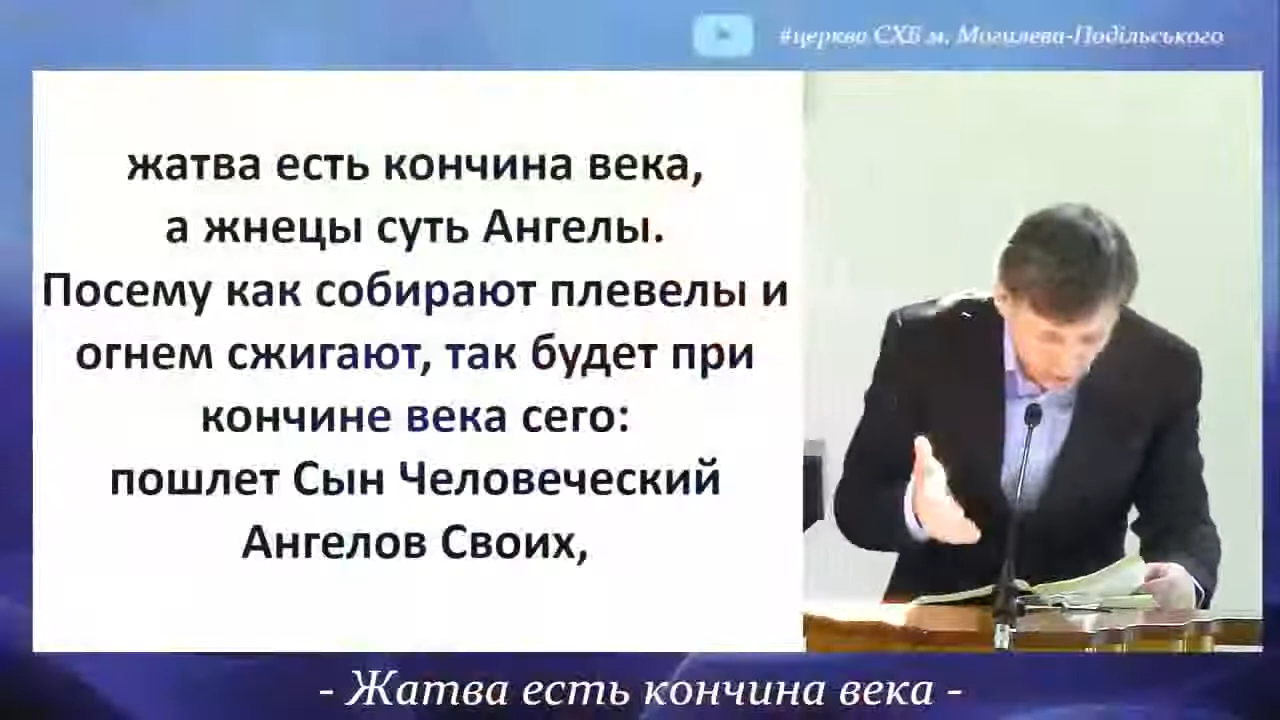 #церква ЄХБ м. Могилева-Подільського
жатва есть кончина века,
а жнецы суть Ангелы.
Посему как собирают плевелы и
огнем сжигают, так будет при
кончине века сего:
пошлет Сын Человеческий
Ангелов Своих,
- Жатва есть кончина века -